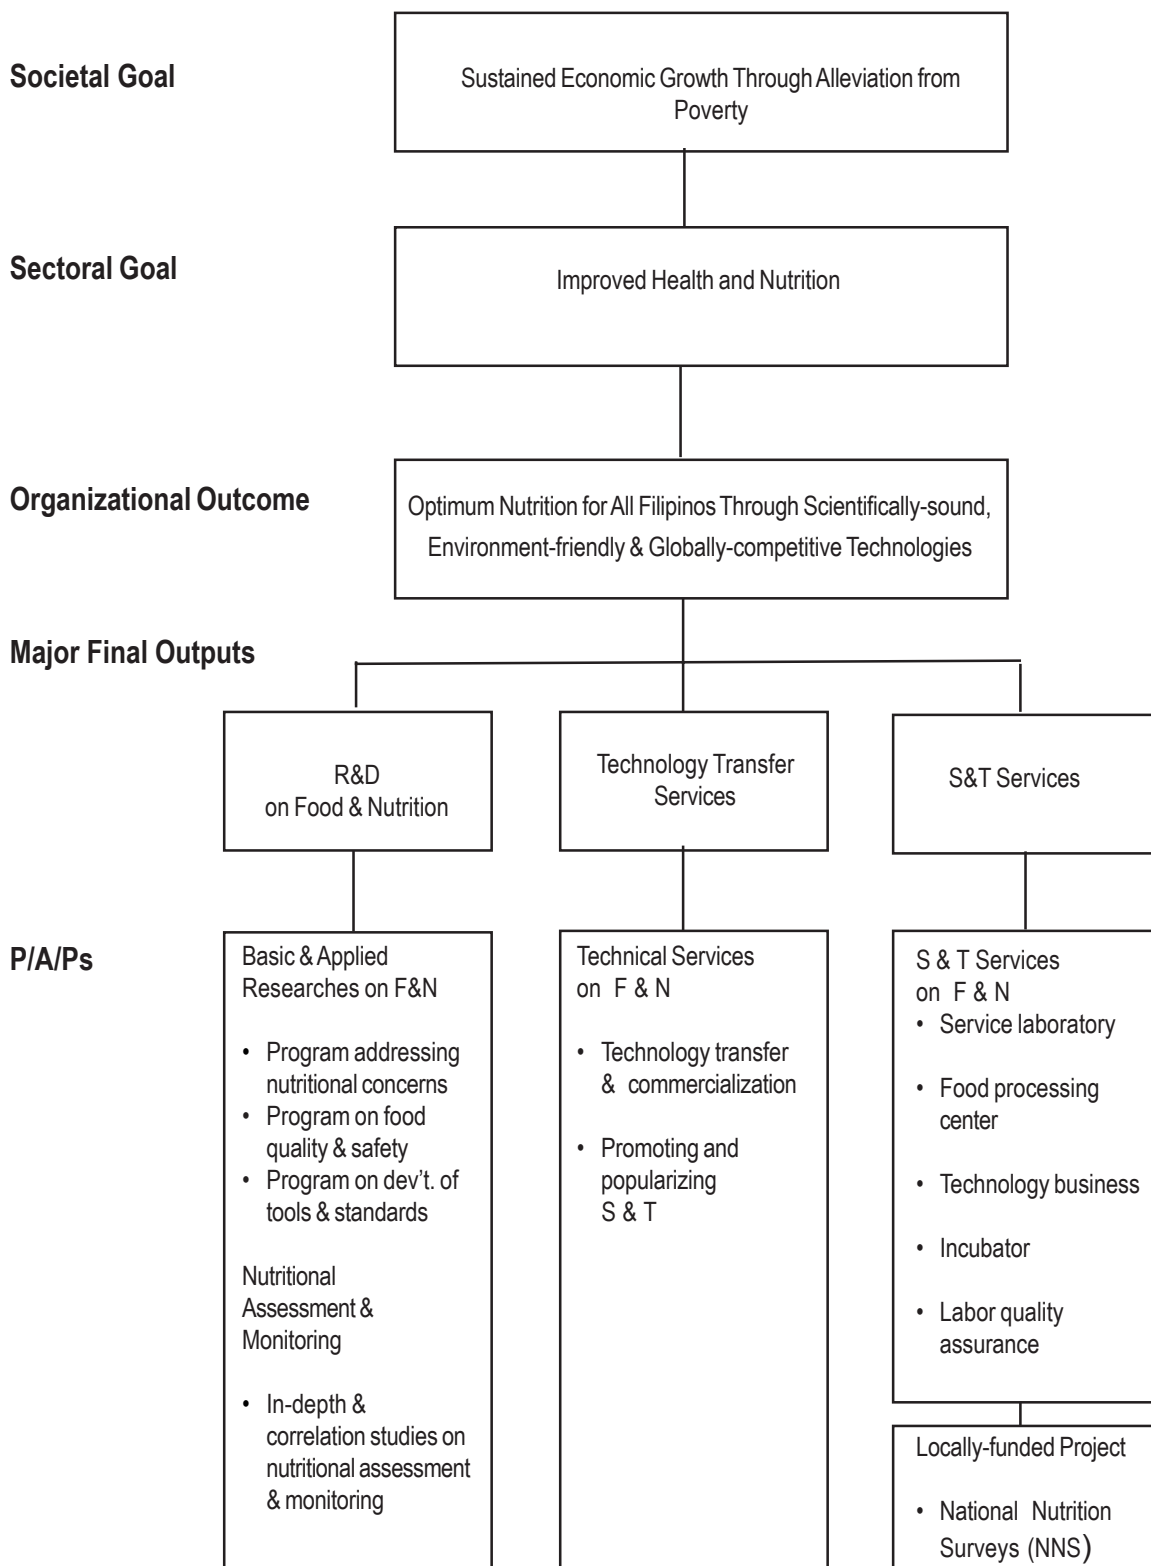 Societal Goal
Sustained Economic Growth Through Alleviation from
Poverty
Sectoral Goal
Improved Health and Nutrition
Organizational Outcome
Optimum Nutrition for All Filipinos Through Scientifically-sound,
Environment-friendly & Globally-competitive Technologies
Major Final Outputs
R&D
on Food & Nutrition
Technology Transfer
Services
S&T Services
P/A/Ps
Basic & Applied
Researches on F&N
• Program addressing
nutritional concerns
• Program on food
quality & safety
• Program on dev't. of
tools & standards
Nutritional
Assessment &
Monitoring
• In-depth &
correlation studies on
nutritional assessment
& monitoring
Technical Services
on F & N
• Technology transfer
& commercialization
• Promoting and
popularizing
S & T
S & T Services
on F & N
• Service laboratory
• Food processing
center
• Technology business
• Incubator
• Labor quality
assurance
Locally-funded Project
• National Nutrition
Surveys (NNS)